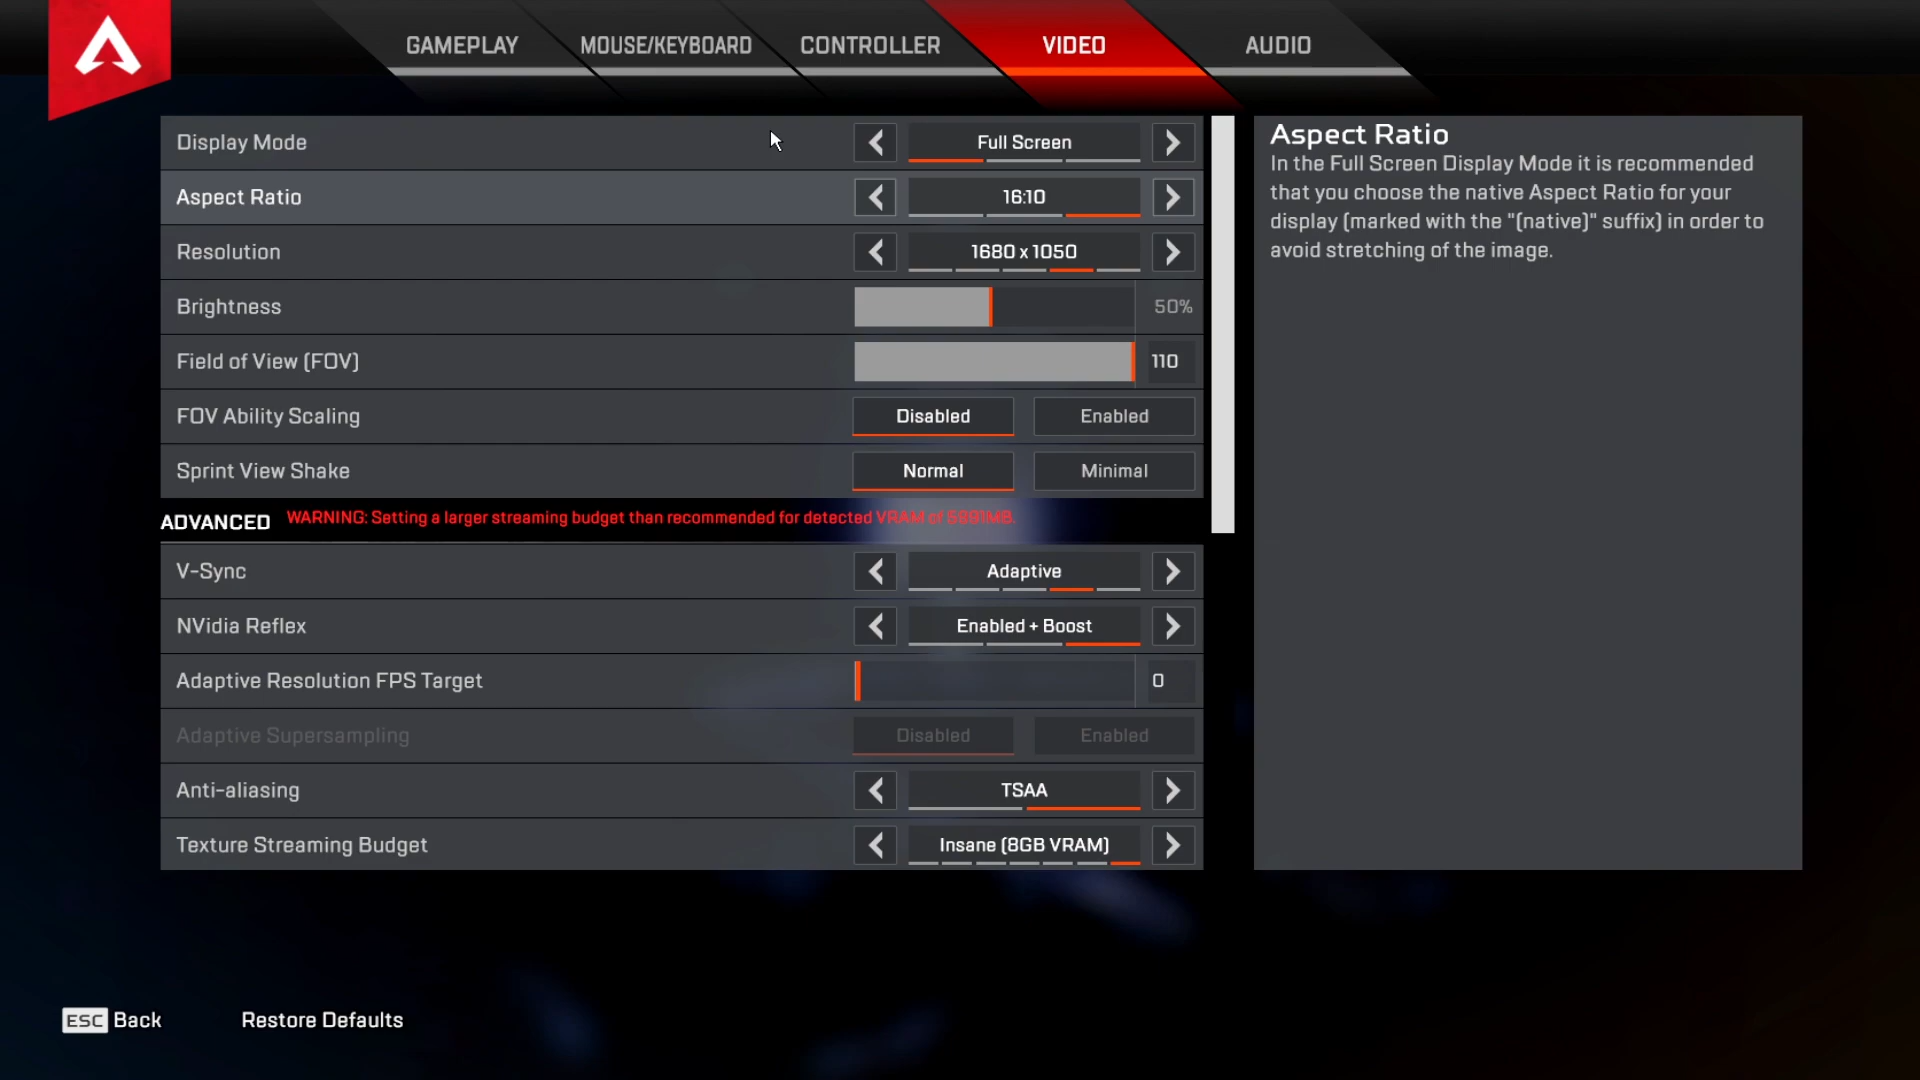 GAMEPLAY
MOUSE/KEYBOARD
CONTROLLER
VIDEO
AUDIO
Display Mode
Full Screen
Aspect Ratio
16:10
Resolution
1680 x 1050
Brightness
50%
Field of View (FOV)
110
FOV Ability Scaling
Disabled
Enabled
Sprint View Shake
Normal
Minimal
ADVANCED
WARNING: Setting a larger streaming budget than recommended for detected VRAM of 5891MB.
V-Sync
Adaptive
NVidia Reflex
Enabled + Boost
Adaptive Resolution FPS Target
0
Adaptive Supersampling
Disabled
Enabled
Anti-aliasing
TSAA
Texture Streaming Budget
Insane (8GB VRAM)
Aspect Ratio
In the Full Screen Display Mode it is recommended
that you choose the native Aspect Ratio for your
display (marked with the "(native)" suffix) in order to
avoid stretching of the image.
ESC Back
Restore Defaults